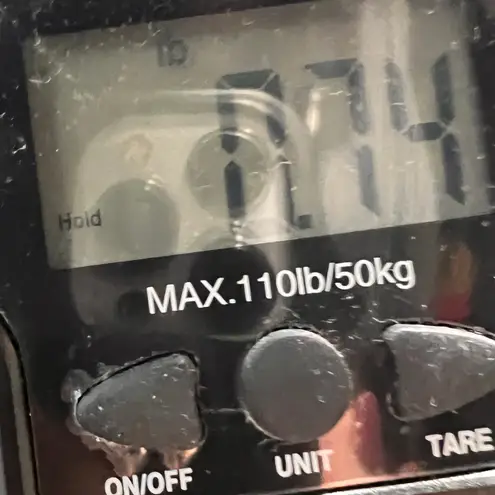 lb
Hold
MAX.110lb/50kg
ON/OFF
UNIT
TARE